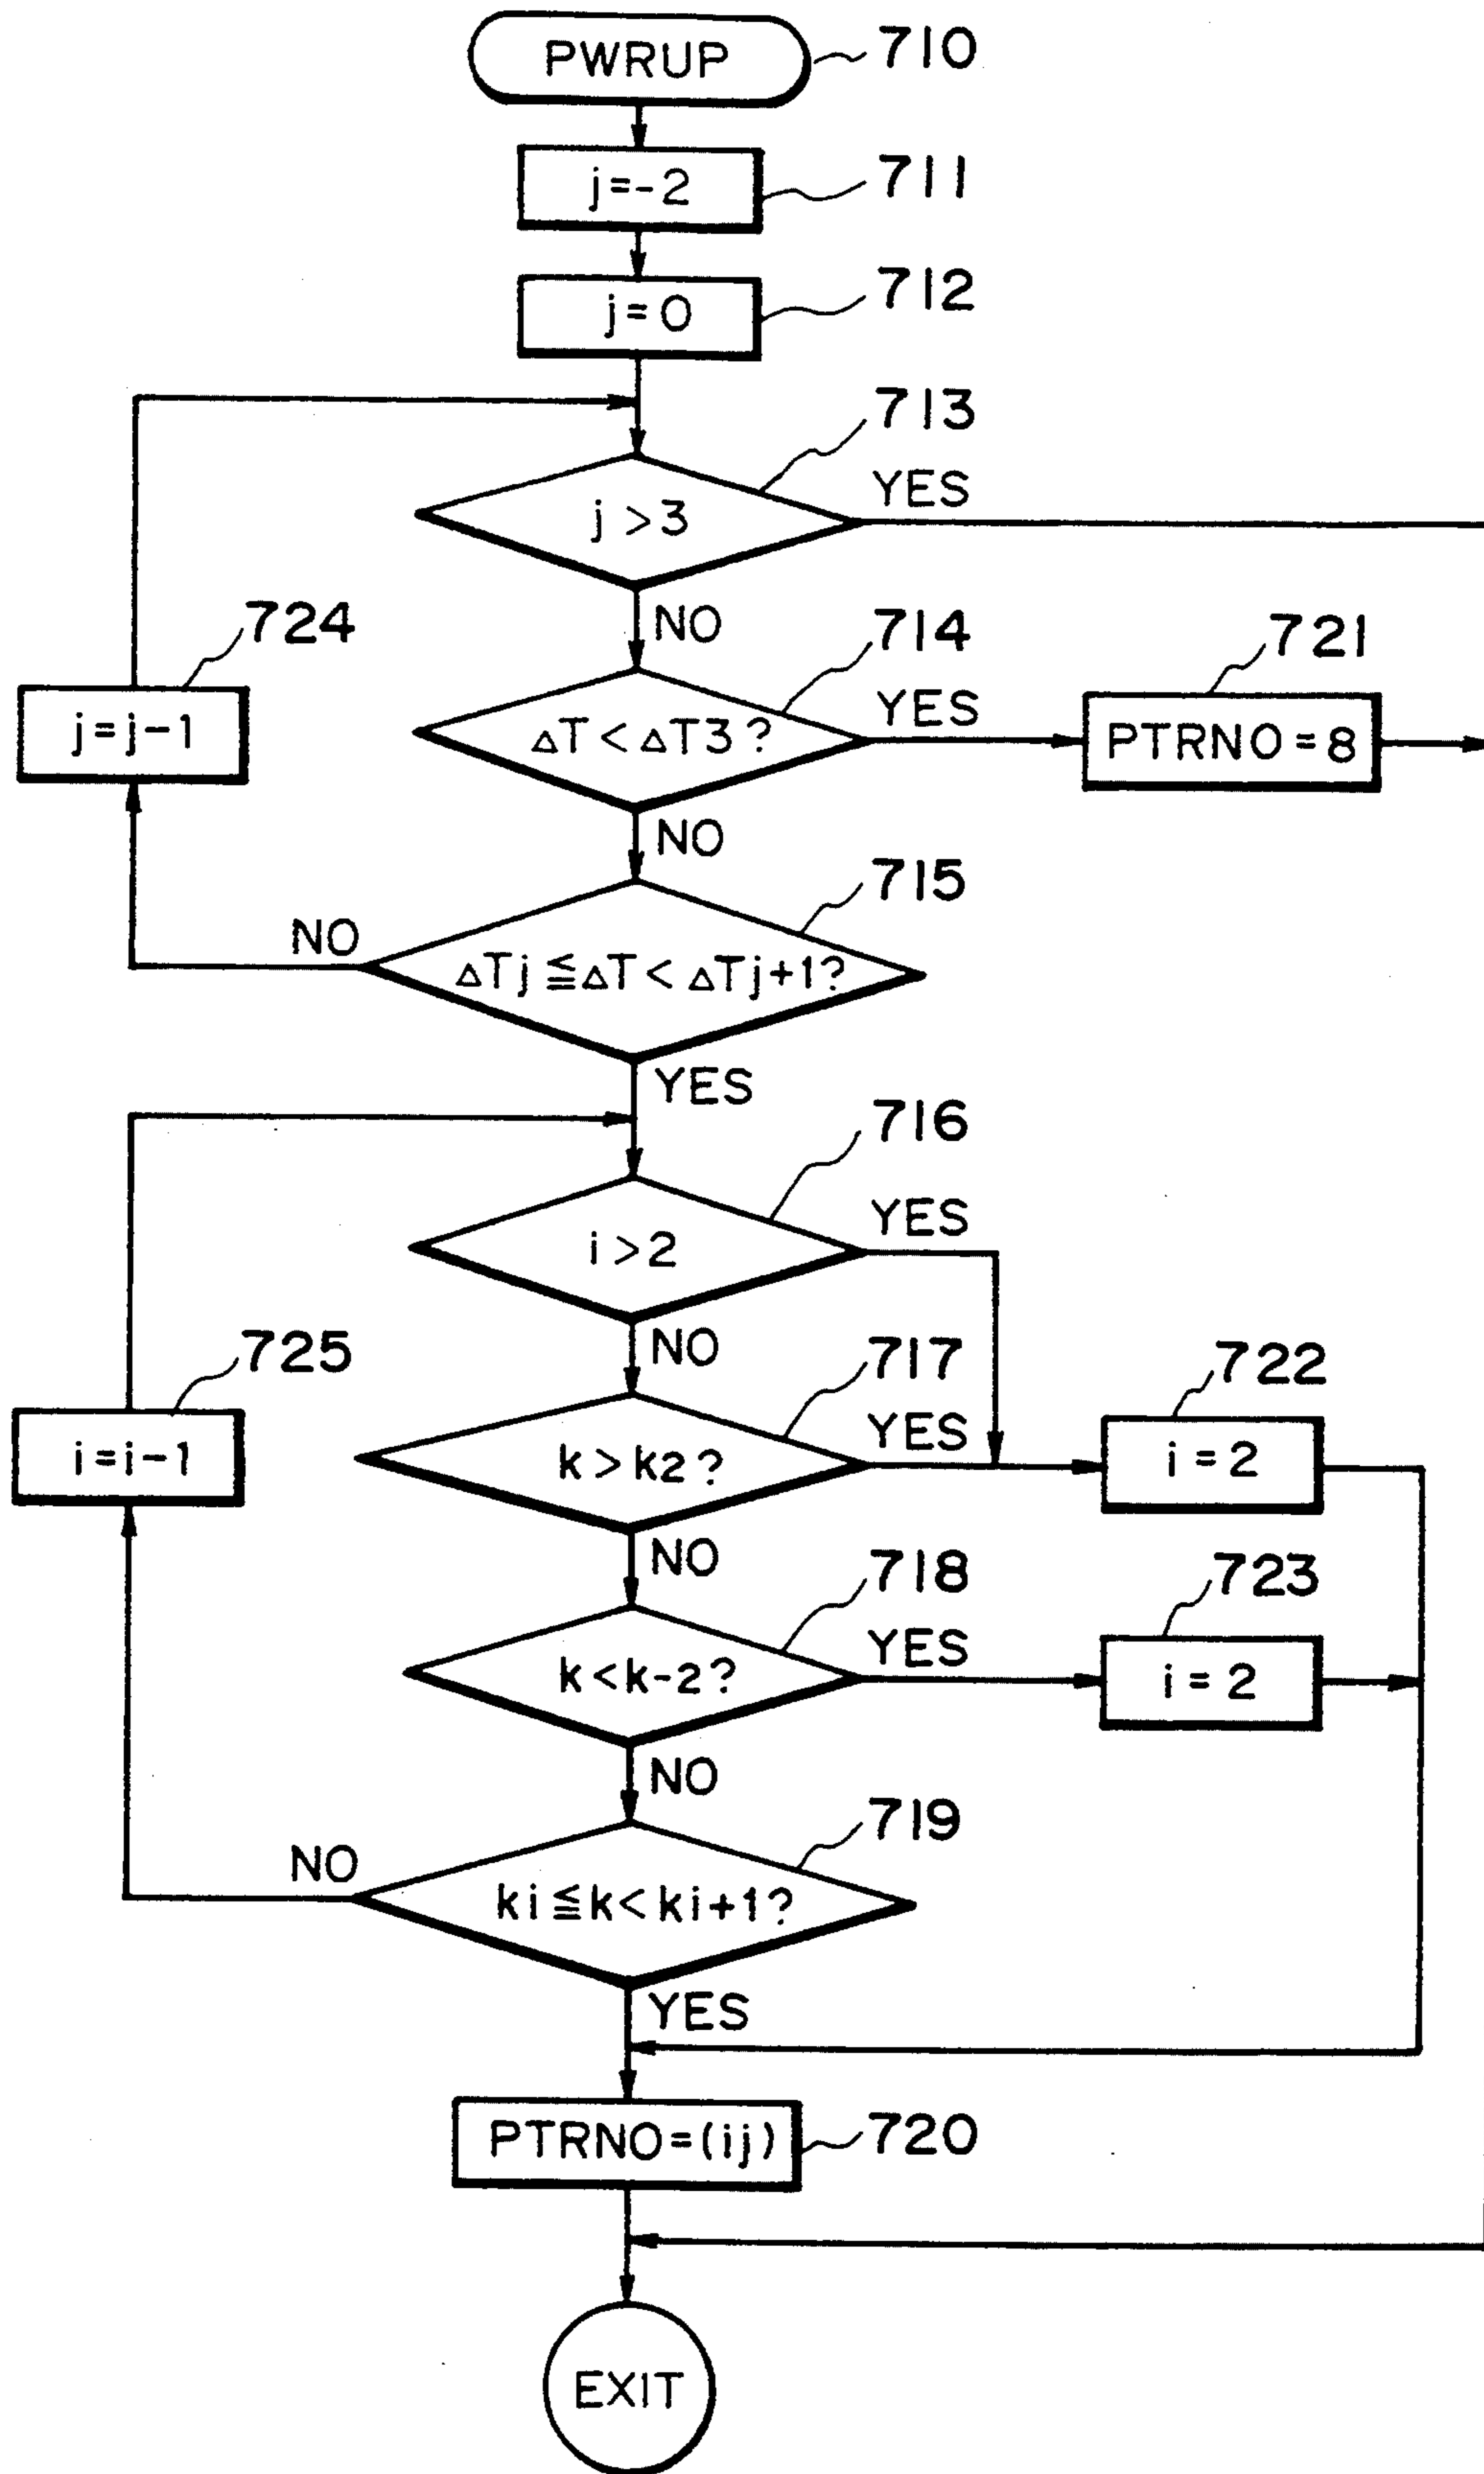 PWRUP
710
j=-2
711
j=0
712
713
j>3
YES
NO
724
j=j-1
714
ΔT<ΔT3?
YES
721
PTRNO=8
NO
715
NO
ΔTj≦ΔT<ΔTj+1?
YES
716
i>2
YES
NO
725
i=i-1
717
k>k2?
YES
722
i=2
NO
718
k<k-2?
YES
723
i=2
NO
719
NO
ki≦k<ki+1?
YES
PTRNO=(ij)
720
EXIT